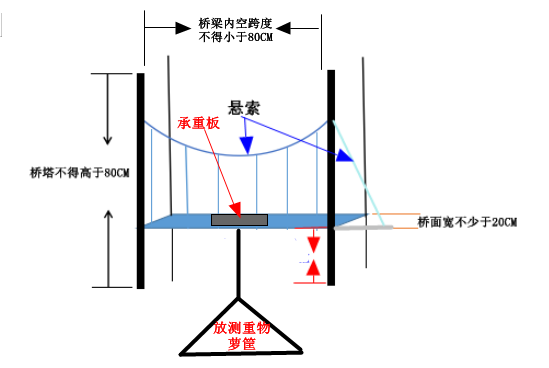 桥梁内空跨度
不得小于80CM
悬索
承重板
桥塔不得高于80CM
桥面宽不少于20CM
放测重物
萝筐